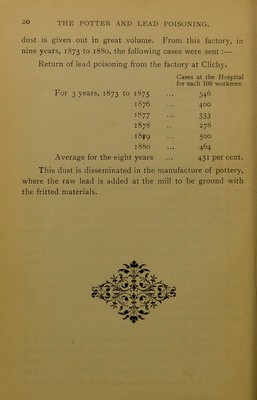 20 THE POTTER AND LEAD POISONING.
dust is given out in great volume. From this factory, in
nine years, 1873 to 1880, the following cases were sent :—
Return of lead poisoning from the factory at Clichy.
Cases at the Hospital
for each 100 workmen.
For 3 years, 1873 to 1875 ... 546
1876 ... 400
1877 ... 333
1878 .. 278
1879 ... 500
1880 ... 464
Average for the eight years ... 451 per cent.
This dust is disseminated in the manufacture of pottery,
where the raw lead is added at the mill to be ground with
the fritted materials.